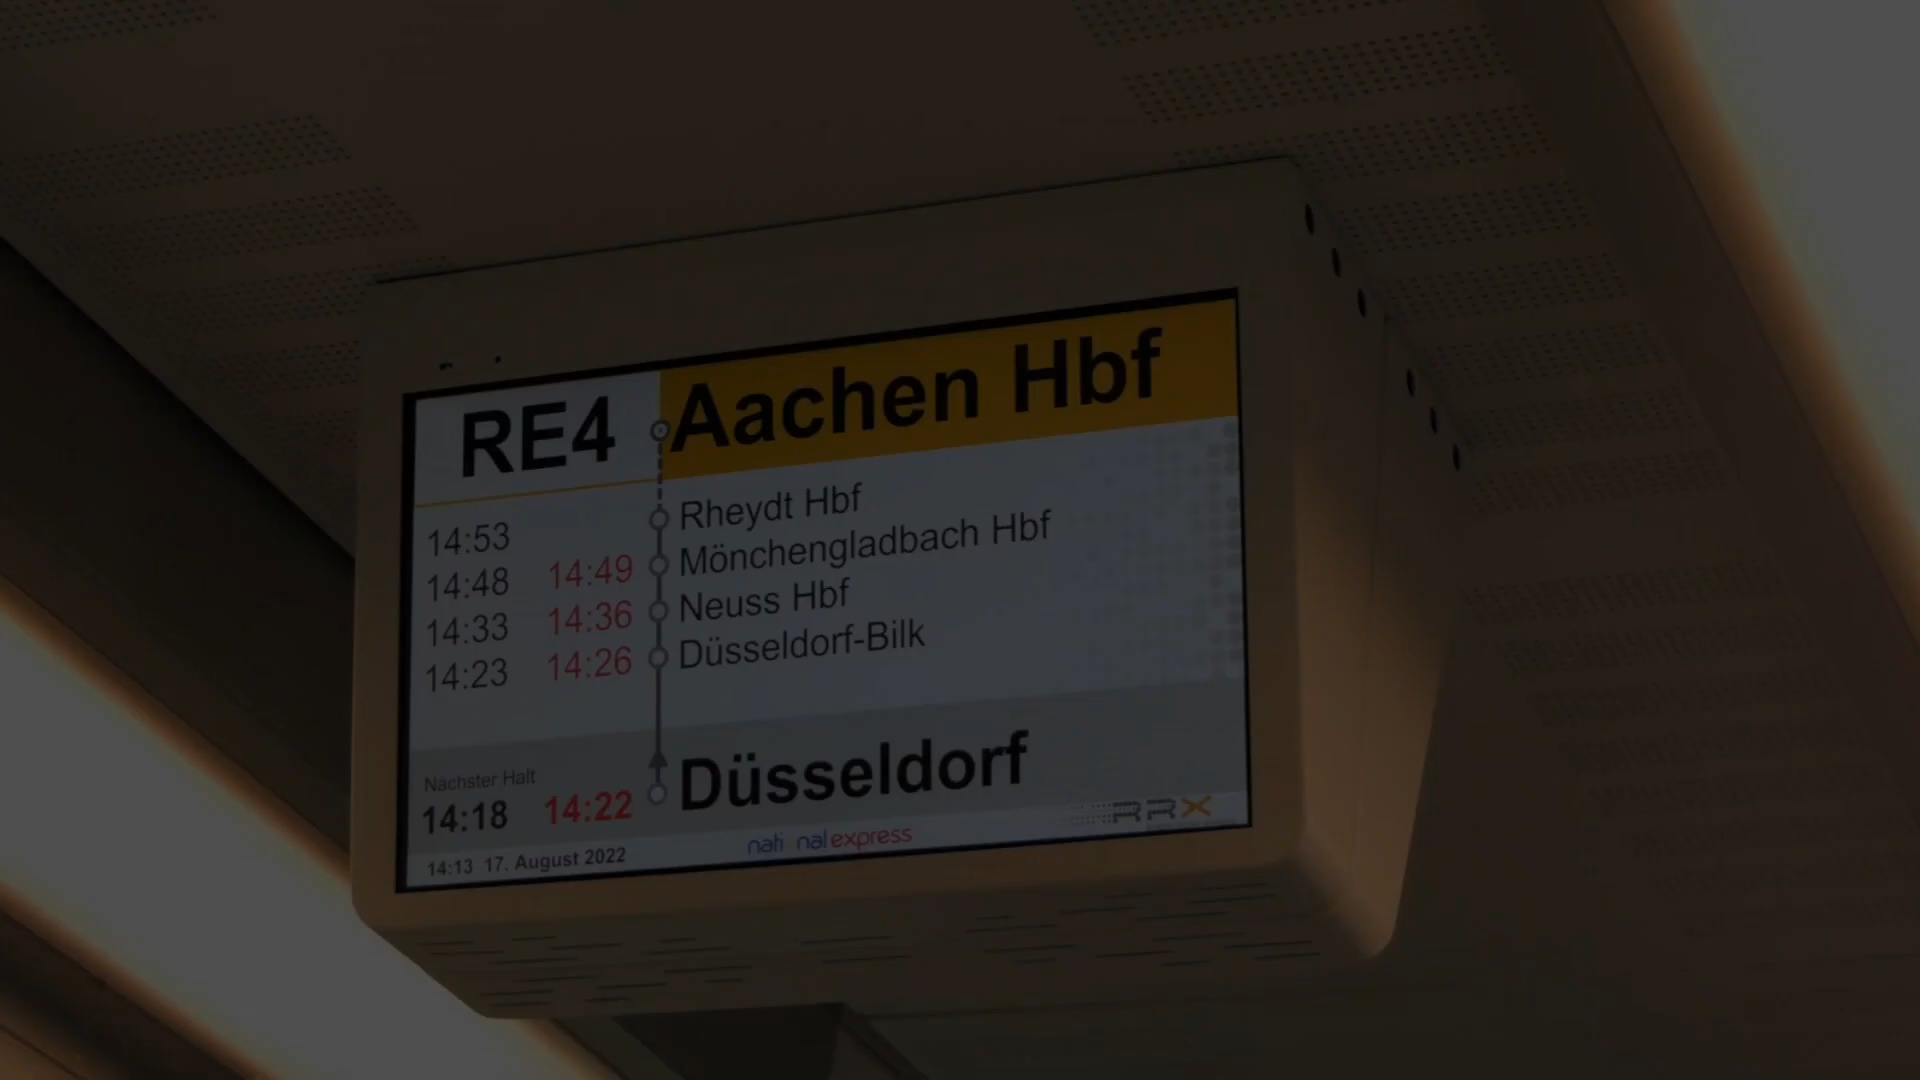 RE4 Aachen Hbf
14:53 Rheydt Hbf
14:48 14:49 Mönchengladbach Hbf
14:33 14:36 Neuss Hbf
14:23 14:26 Düsseldorf-Bilk
Nächster Halt
14:18 14:22 Düsseldorf
14:13 17. August 2022 nati nalexpress RRX